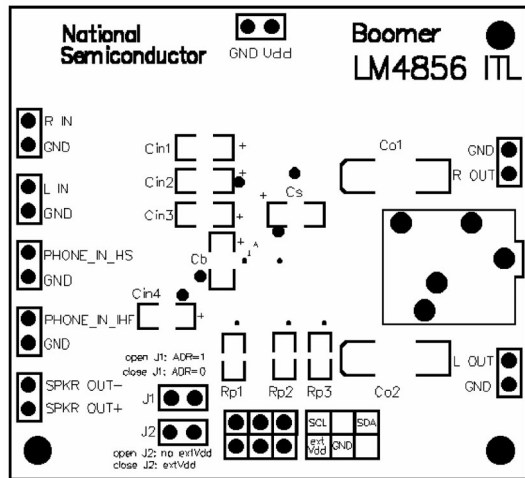 National
Semiconductor
GND Vdd
Boomer
LM4856 ITL
R IN
GND
L IN
GND
PHONE_IN_HS
GND
PHONE_IN_IHF
GND
SPKR OUT-
SPKR OUT+
Cin1
+
Cin2
+
Cin3
+
Cs
+
Co1
GND
R OUT
Cb
+
1
A
Cin4
+
open J1: ADR=1
close J1: ADR=0
J1
J2
open J2: no extVdd
close J2: extVdd
Rp1
Rp2
Rp3
Co2
L OUT
GND
SCL
SDA
ext
Vdd
GND